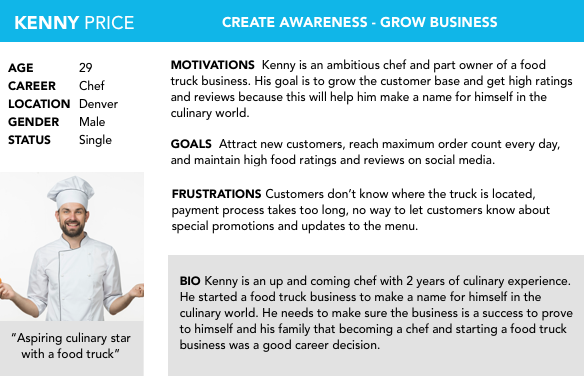 KENNY PRICE
CREATE AWARENESS - GROW BUSINESS
AGE 29
CAREER Chef
LOCATION Denver
GENDER Male
STATUS Single
"Aspiring culinary star
with a food truck"
MOTIVATIONS Kenny is an ambitious chef and part owner of a food
truck business. His goal is to grow the customer base and get high ratings
and reviews because this will help him make a name for himself in the
culinary world.
GOALS Attract new customers, reach maximum order count every day,
and maintain high food ratings and reviews on social media.
FRUSTRATIONS Customers don't know where the truck is located,
payment process takes too long, no way to let customers know about
special promotions and updates to the menu.
BIO Kenny is an up and coming chef with 2 years of culinary experience.
He started a food truck business to make a name for himself in the
culinary world. He needs to make sure the business is a success to prove
to himself and his family that becoming a chef and starting a food truck
business was a good career decision.